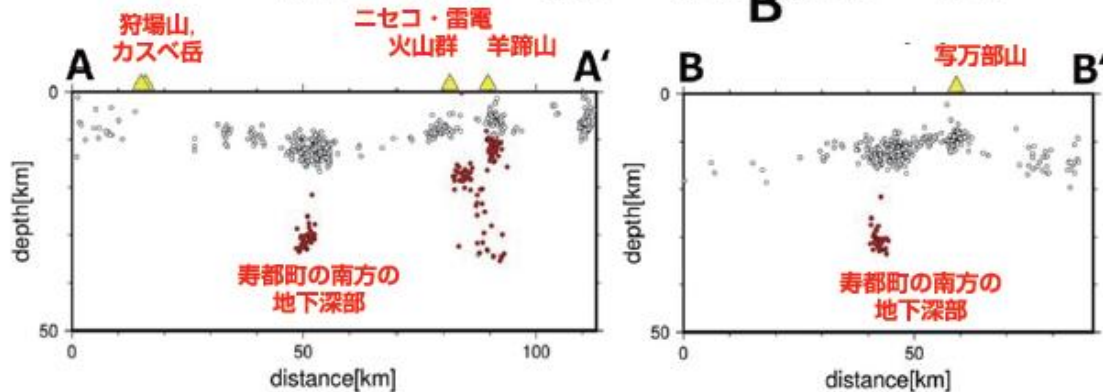 B
狩場山,
カスベ岳
ニセコ・雷電
火山群
羊蹄山
A
A‘
0
50
depth[km]
寿都町の南方の
地下深部
0
50
100
distance[km]
写万部山
B
B‘
0
50
depth[km]
寿都町の南方の
地下深部
0
50
distance[km]